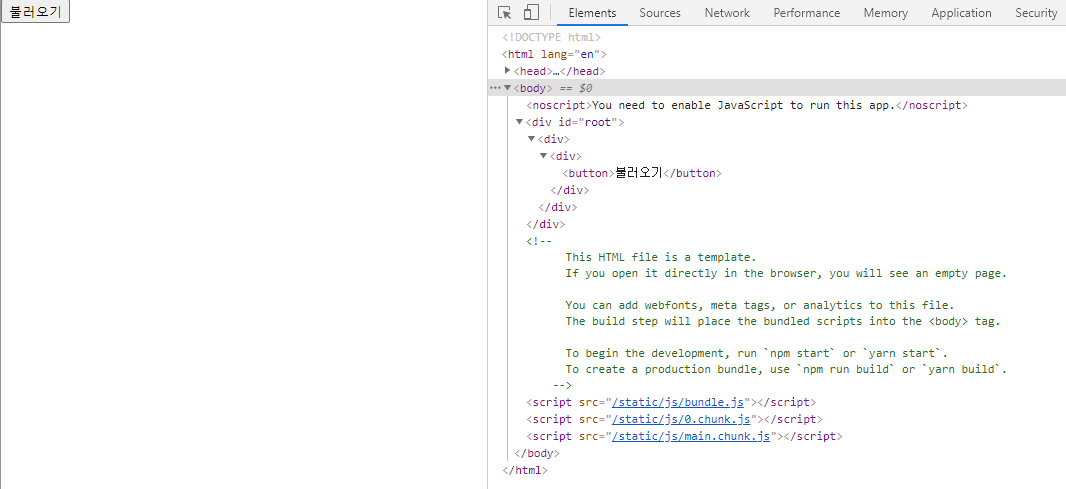 불러오기
Elements Sources Network Performance Memory Application Security
<!DOCTYPE html>
<html lang="en">
<head>…</head>
<body> == $0
<noscript>You need to enable JavaScript to run this app.</noscript>
<div id="root">
<div>
<div>
<button>불러오기</button>
</div>
</div>
</div>
<!--
This HTML file is a template.
If you open it directly in the browser, you will see an empty page.
You can add webfonts, meta tags, or analytics to this file.
The build step will place the bundled scripts into the <body> tag.
To begin the development, run `npm start` or `yarn start`.
To create a production bundle, use `npm run build` or `yarn build`.
-->
<script src="/static/js/bundle.js"></script>
<script src="/static/js/0.chunk.js"></script>
<script src="/static/js/main.chunk.js"></script>
</body>
</html>